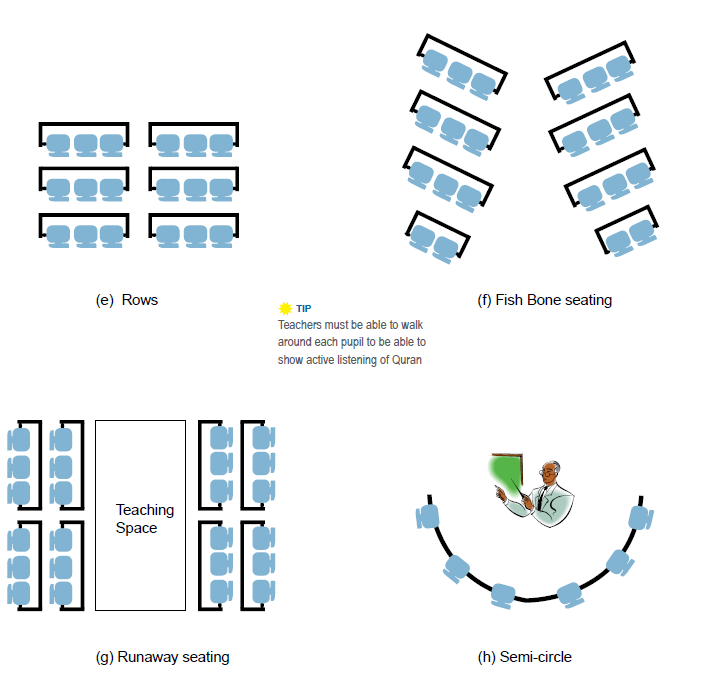 (e) Rows
(f) Fish Bone seating
TIP
Teachers must be able to walk
around each pupil to be able to
show active listening of Quran
Teaching
Space
(g) Runaway seating
(h) Semi-circle